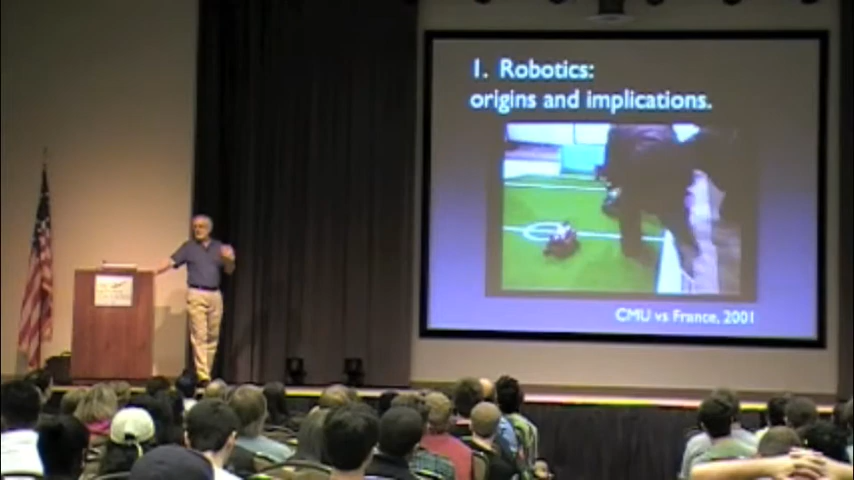 1. Robotics:
origins and implications.
CMU vs France, 2001